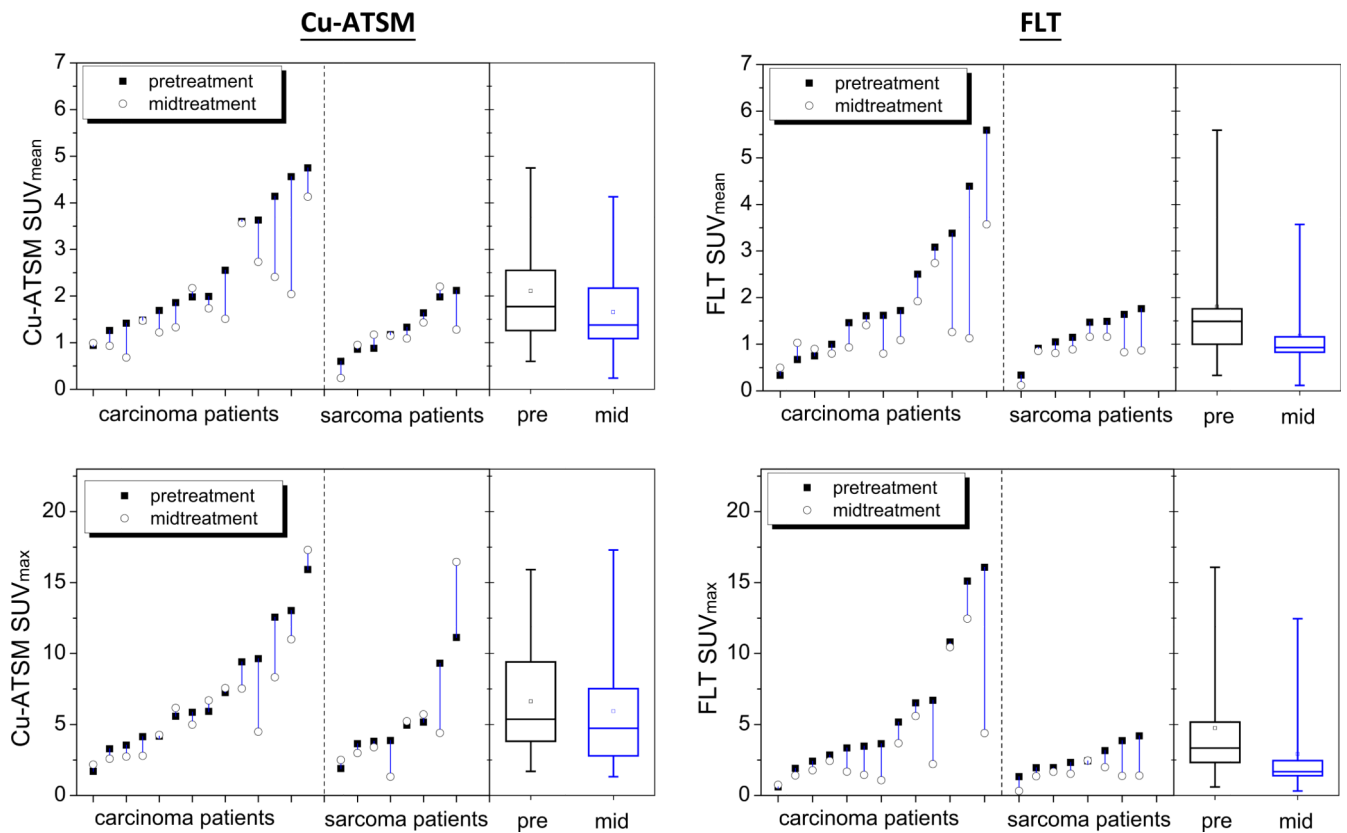 Cu-ATSM
FLT
Cu-ATSM SUVmean
7
6
5
4
3
2
1
0
pretreatment
midtreatment
carcinoma patients
sarcoma patients
pre
mid
FLT SUVmean
7
6
5
4
3
2
1
0
pretreatment
midtreatment
carcinoma patients
sarcoma patients
pre
mid
Cu-ATSM SUVmax
20
15
10
5
0
pretreatment
midtreatment
carcinoma patients
sarcoma patients
pre
mid
FLT SUVmax
20
15
10
5
0
pretreatment
midtreatment
carcinoma patients
sarcoma patients
pre
mid